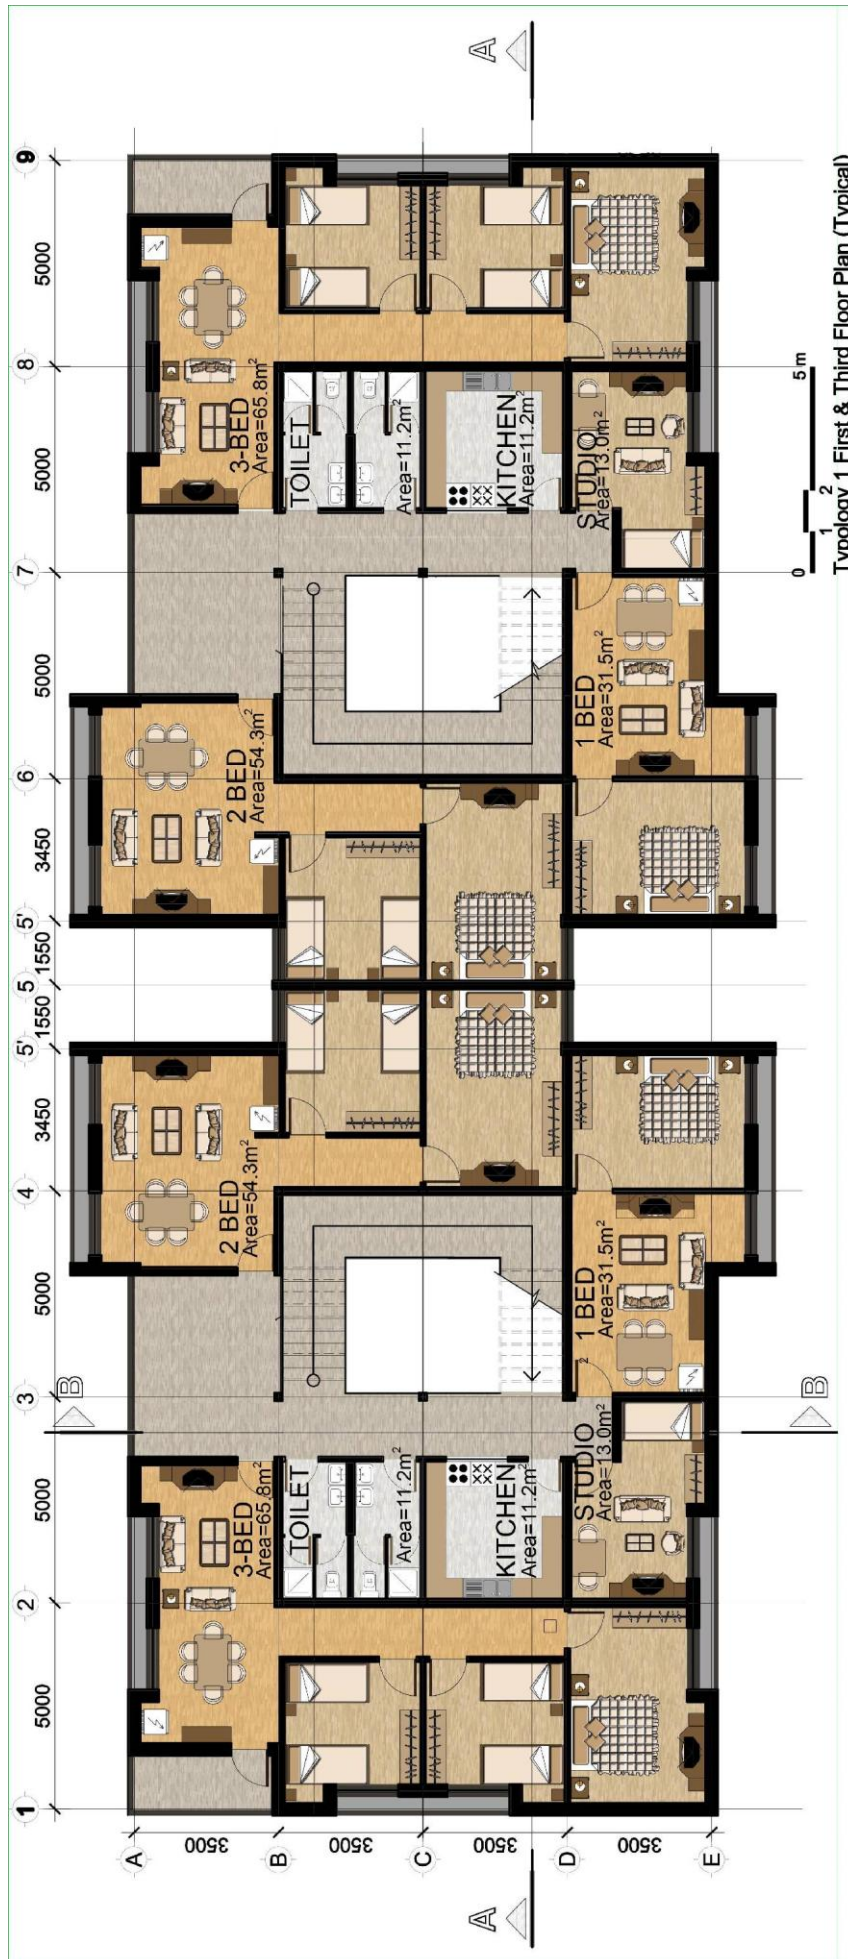 1 2 3 4 5' 5 5' 6 7 8 9
5000 5000 5000 3450 1550 1550 3450 5000 5000 5000
B
A
3500
B
3500
C
3500
D
3500
E
3-BED
Area=65.8m²
2 BED
Area=54.3m²
2 BED
Area=54.3m²
3-BED
Area=65.8m²
TOILET
Area=11.2m²
TOILET
Area=11.2m²
KITCHEN
Area=11.2m²
KITCHEN
Area=11.2m²
A
A
STUDIO
Area=13.0m²
2
1 BED
Area=31.5m²
1 BED
Area=31.5m²
STUDIO
Area=13.0m²
B
0 1 2 5 m
Typology 1 First & Third Floor Plan (Typical)